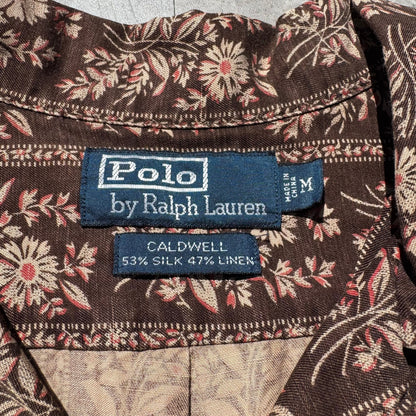 Polo
by Ralph Lauren
MADE IN
CHINA
M
CALDWELL
53% SILK 47% LINEN